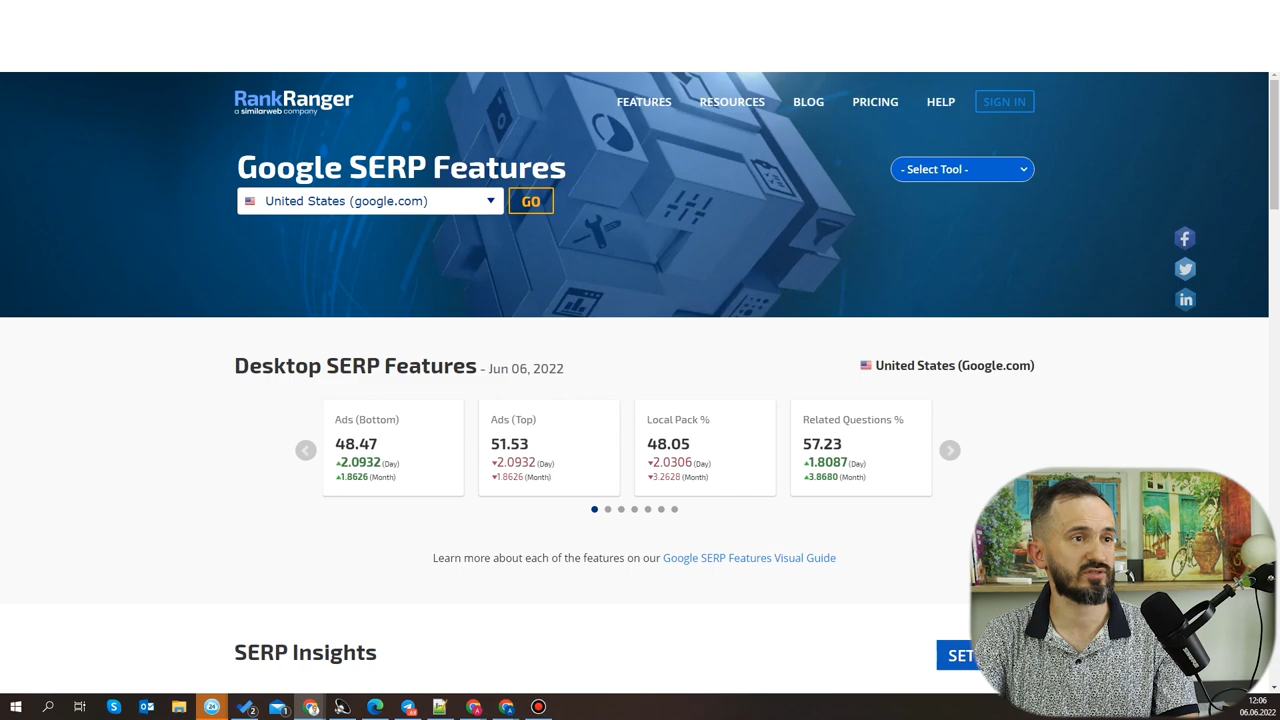 RankRanger
a similarweb company
FEATURES RESOURCES BLOG PRICING HELP SIGN IN
Google SERP Features
- Select Tool -
United States (google.com) GO
Desktop SERP Features - Jun 06, 2022
United States (Google.com)
Ads (Bottom)
48.47
2.0932 (Day)
1.8626 (Month)
Ads (Top)
51.53
2.0932 (Day)
1.8626 (Month)
Local Pack %
48.05
2.0306 (Day)
3.2628 (Month)
Related Questions %
57.23
1.8087 (Day)
3.8680 (Month)
Learn more about each of the features on our Google SERP Features Visual Guide
SERP Insights
SET
24
2
1
12:06
06.06.2022